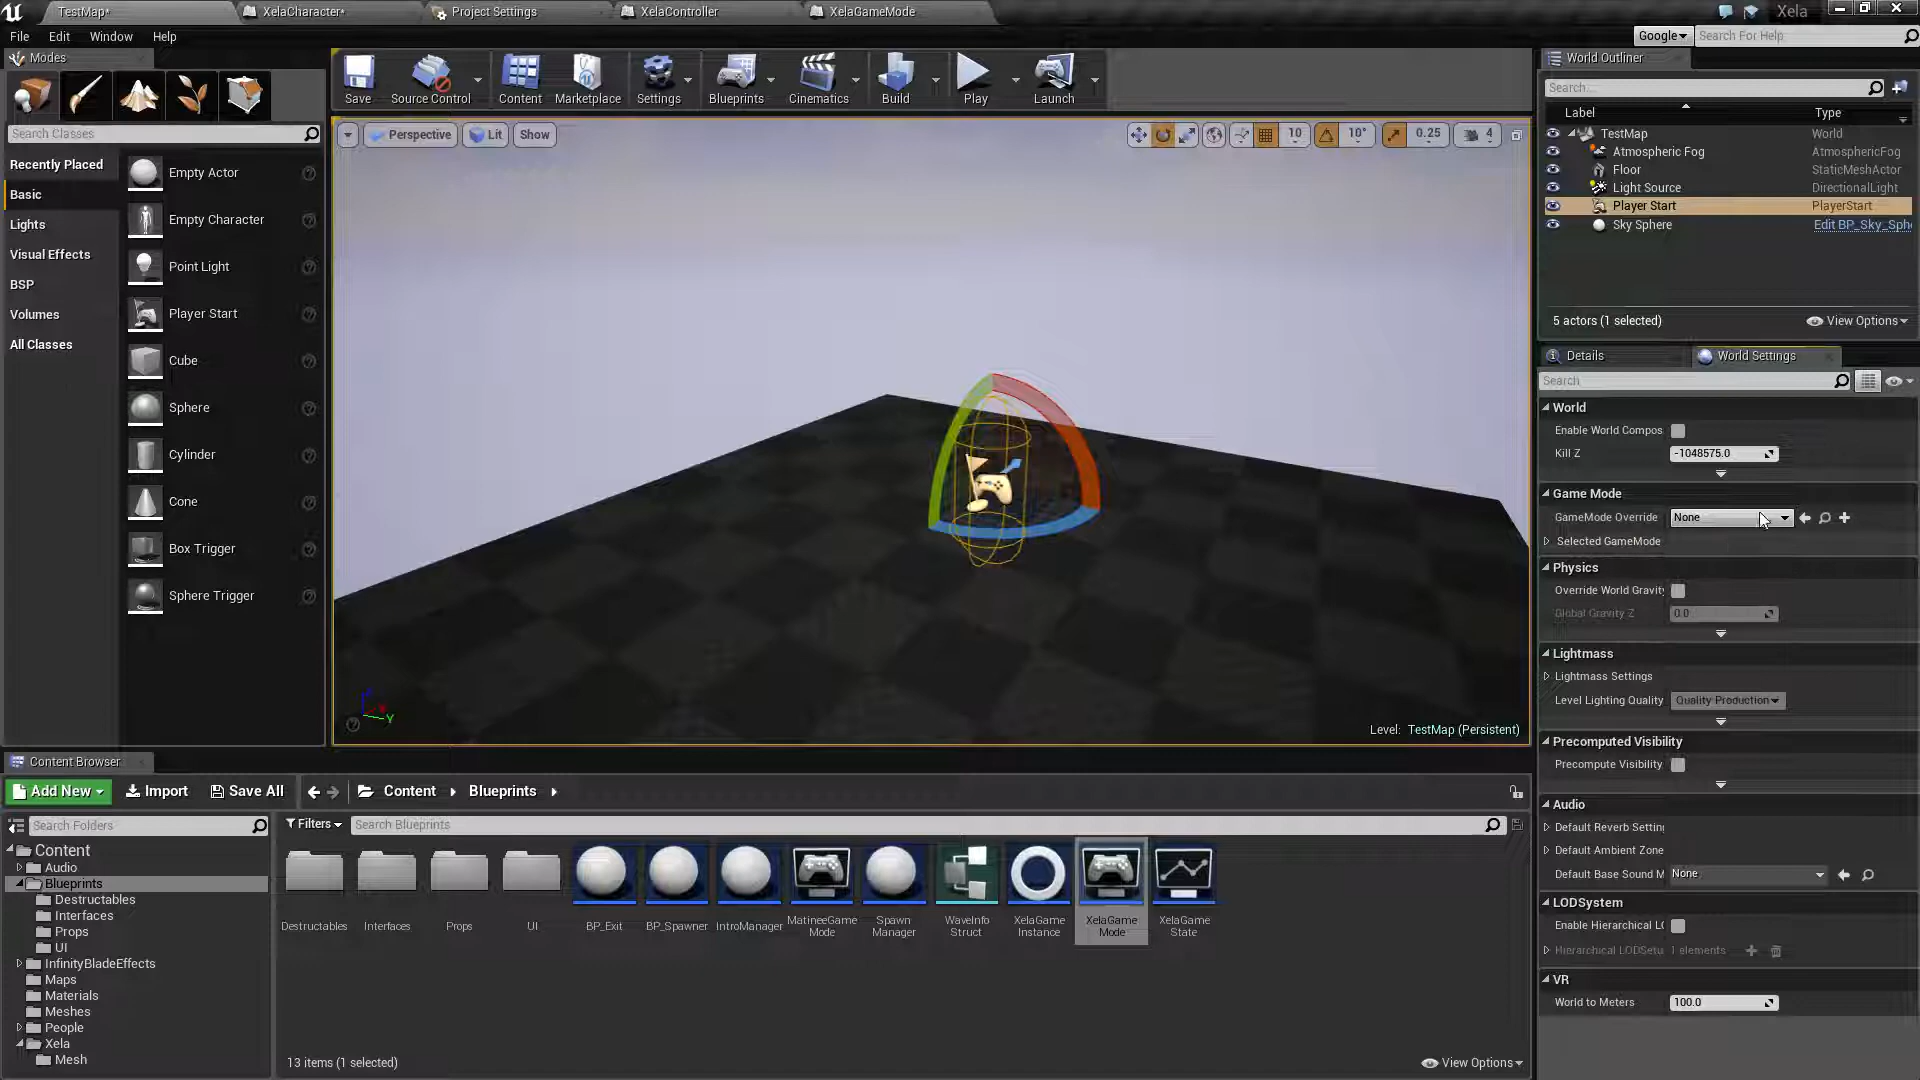 TestMap*
XelaCharacter*
Project Settings
XelaController
XelaGameMode
Xela
File Edit Window Help
Google
Search For Help
Modes
Save
Source Control
Content
Marketplace
Settings
Blueprints
Cinematics
Build
Play
Launch
Search Classes
Recently Placed
Basic
Lights
Visual Effects
BSP
Volumes
All Classes
Empty Actor
Empty Character
Point Light
Player Start
Cube
Sphere
Cylinder
Cone
Box Trigger
Sphere Trigger
Perspective
Lit
Show
10
10°
0.25
4
Z
X
Y
Level: TestMap (Persistent)
World Outliner
Search...
Label Type
TestMap World
Atmospheric Fog AtmosphericFog
Floor StaticMeshActor
Light Source DirectionalLight
Player Start PlayerStart
Sky Sphere Edit BP_Sky_Sph
5 actors (1 selected)
View Options
Details
World Settings
Search
World
Enable World Compos
Kill Z -1048575.0
Game Mode
GameMode Override None
Selected GameMode
Physics
Override World Gravity
Global Gravity Z 0.0
Lightmass
Lightmass Settings
Level Lighting Quality Quality Production
Precomputed Visibility
Precompute Visibility
Audio
Default Reverb Setting
Default Ambient Zone
Default Base Sound M None
LODSystem
Enable Hierarchical LO
Hierarchical LODSetu 1 elements
VR
World to Meters 100.0
Content Browser
Add New
Import
Save All
Content
Blueprints
Search Folders
Filters
Search Blueprints
Content
Audio
Blueprints
Destructables
Interfaces
Props
UI
InfinityBladeEffects
Maps
Materials
Meshes
People
Xela
Mesh
Destructables
Interfaces
Props
UI
BP_Exit
BP_Spawner
IntroManager
MatineeGame
Mode
Spawn
Manager
WaveInfo
Struct
XelaGame
Instance
XelaGame
Mode
XelaGame
State
13 items (1 selected)
View Options